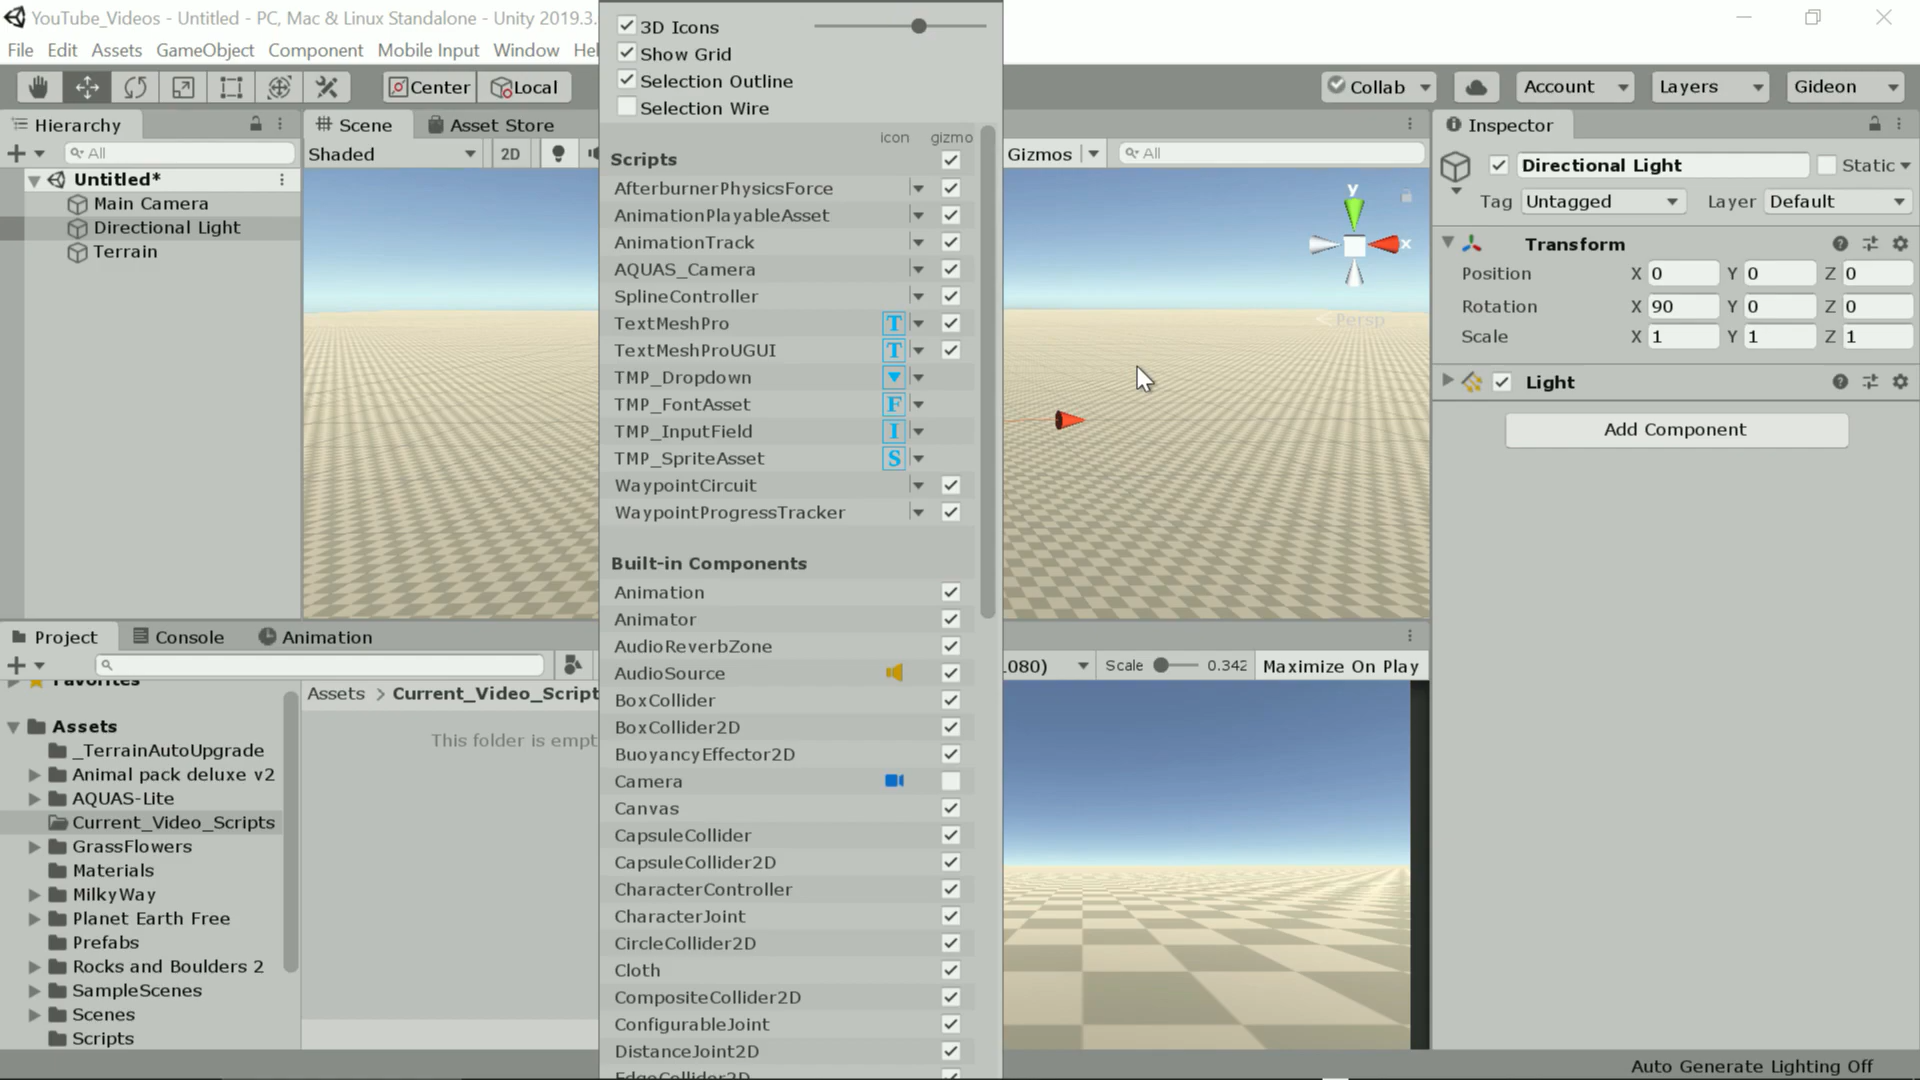 YouTube_Videos - Untitled - PC, Mac & Linux Standalone - Unity 2019.3.
File Edit Assets GameObject Component Mobile Input Window Hel
Center Local
Collab Account Layers Gideon
Hierarchy
All
Untitled*
Main Camera
Directional Light
Terrain
Scene Asset Store
Shaded 2D
3D Icons
Show Grid
Selection Outline
Selection Wire
icon gizmo
Scripts
AfterburnerPhysicsForce
AnimationPlayableAsset
AnimationTrack
AQUAS_Camera
SplineController
TextMeshPro T
TextMeshProUGUI T
TMP_Dropdown
TMP_FontAsset F
TMP_InputField I
TMP_SpriteAsset S
WaypointCircuit
WaypointProgressTracker
Built-in Components
Animation
Animator
AudioReverbZone
AudioSource
BoxCollider
BoxCollider2D
BuoyancyEffector2D
Camera
Canvas
CapsuleCollider
CapsuleCollider2D
CharacterController
CharacterJoint
CircleCollider2D
Cloth
CompositeCollider2D
ConfigurableJoint
DistanceJoint2D
EdgeCollider2D
Gizmos All
y
x
Persp
Inspector
Directional Light Static
Tag Untagged Layer Default
Transform
Position X 0 Y 0 Z 0
Rotation X 90 Y 0 Z 0
Scale X 1 Y 1 Z 1
Light
Add Component
Project Console Animation
Favorites
Assets
_TerrainAutoUpgrade
Animal pack deluxe v2
AQUAS-Lite
Current_Video_Scripts
GrassFlowers
Materials
MilkyWay
Planet Earth Free
Prefabs
Rocks and Boulders 2
SampleScenes
Scenes
Scripts
Assets > Current_Video_Script
This folder is empt
.080) Scale 0.342 Maximize On Play
Auto Generate Lighting Off